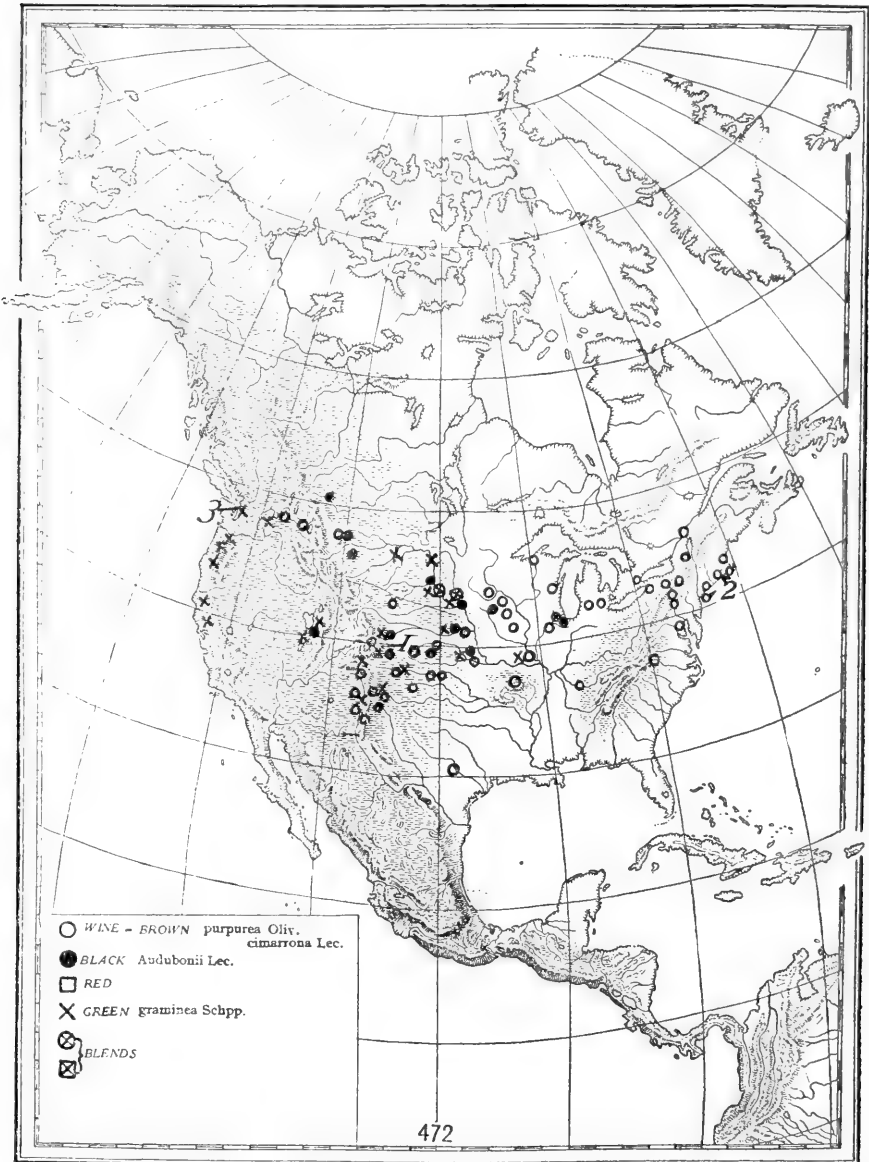 3
1
2
WINE - BROWN purpurea Oliv.
cimarrona Lec.
BLACK Audubonii Lec.
RED
GREEN graminea Schpp.
BLENDS
472